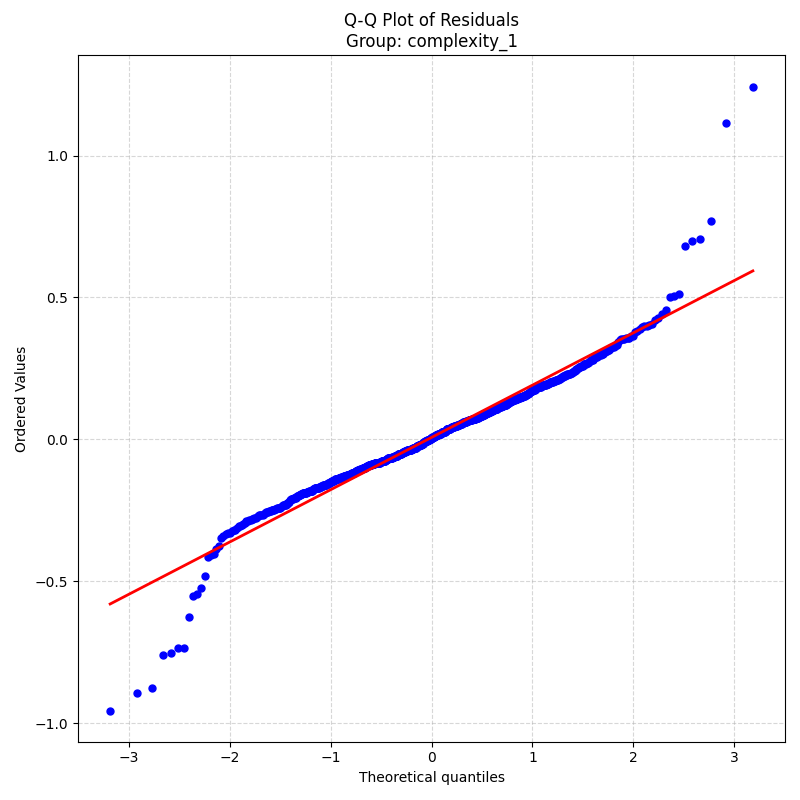 Q-Q Plot of Residuals
Group: complexity_1
Ordered Values
1.0
0.5
0.0
−0.5
−1.0
−3 −2 −1 0 1 2 3
Theoretical quantiles